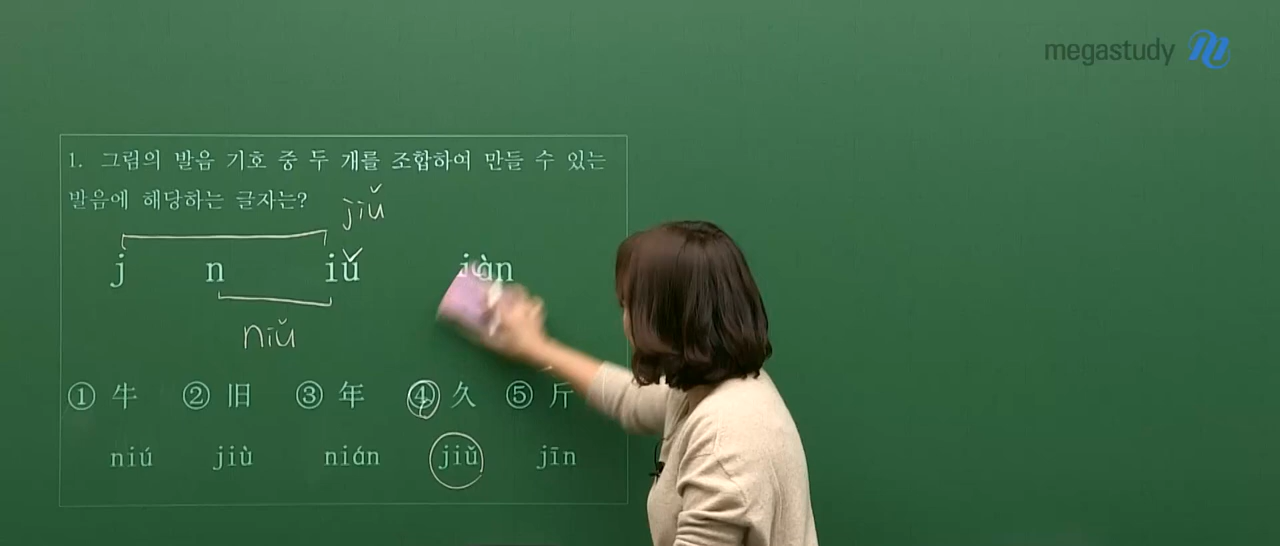 megastudy
1. 그림의 발음 기호 중 두 개를 조합하여 만들 수 있는
발음에 해당하는 글자는?
jiǔ
j n iǔ iàn
niǔ
① 牛 ② 旧 ③ 年 ④ 久 ⑤ 斤
niú jiù nián jiǔ jīn